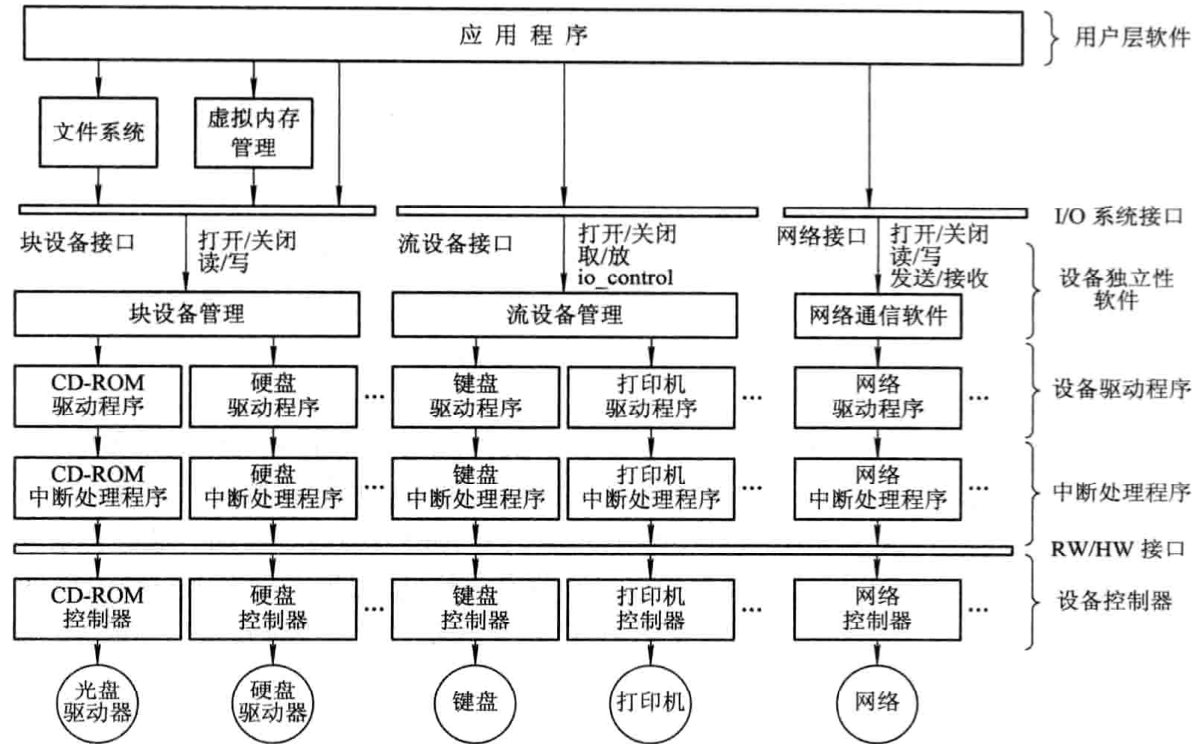 应用程序
用户层软件
文件系统
虚拟内存
管理
I/O 系统接口
块设备接口
打开/关闭
读/写
流设备接口
打开/关闭
取/放
io_control
网络接口
打开/关闭
读/写
发送/接收
设备独立性
软件
块设备管理
流设备管理
网络通信软件
CD-ROM
驱动程序
硬盘
驱动程序
...
键盘
驱动程序
打印机
驱动程序
...
网络
驱动程序
...
设备驱动程序
CD-ROM
中断处理程序
硬盘
中断处理程序
...
键盘
中断处理程序
打印机
中断处理程序
...
网络
中断处理程序
...
中断处理程序
RW/HW 接口
CD-ROM
控制器
硬盘
控制器
...
键盘
控制器
打印机
控制器
...
网络
控制器
...
设备控制器
光盘
驱动器
硬盘
驱动器
键盘
打印机
网络